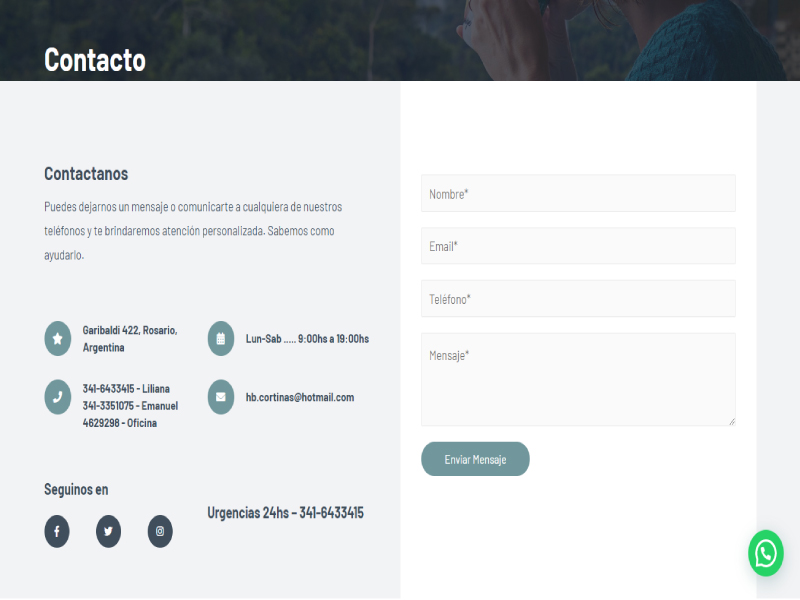 Contacto
Contactanos
Puedes dejarnos un mensaje o comunicarte a cualquiera de nuestros
teléfonos y te brindaremos atención personalizada. Sabemos como
ayudarlo.
Garibaldi 422, Rosario,
Argentina
Lun-Sab ..... 9:00hs a 19:00hs
341-6433415 - Liliana
341-3351075 - Emanuel
4629298 - Oficina
hb.cortinas@hotmail.com
Seguinos en
Urgencias 24hs – 341-6433415
Nombre*
Email*
Teléfono*
Mensaje*
Enviar Mensaje